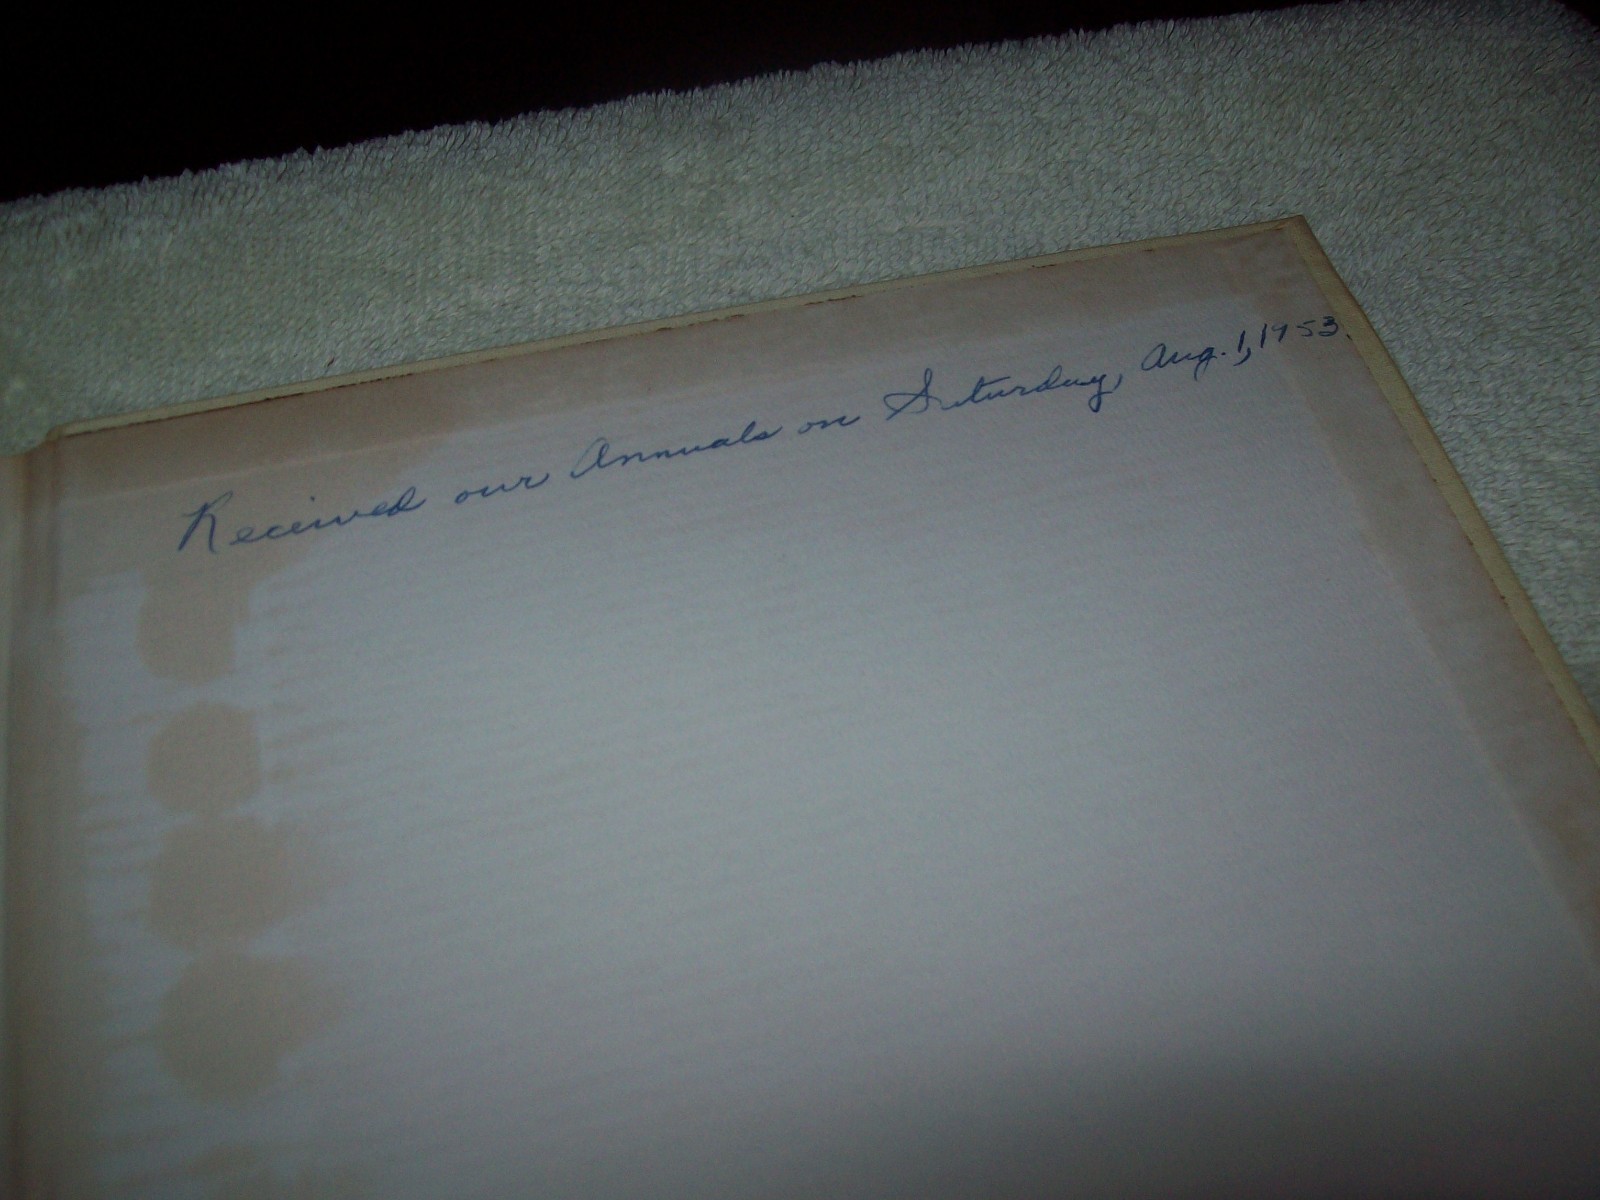 Received our Annuals on Saturday, Aug. 1, 1953.